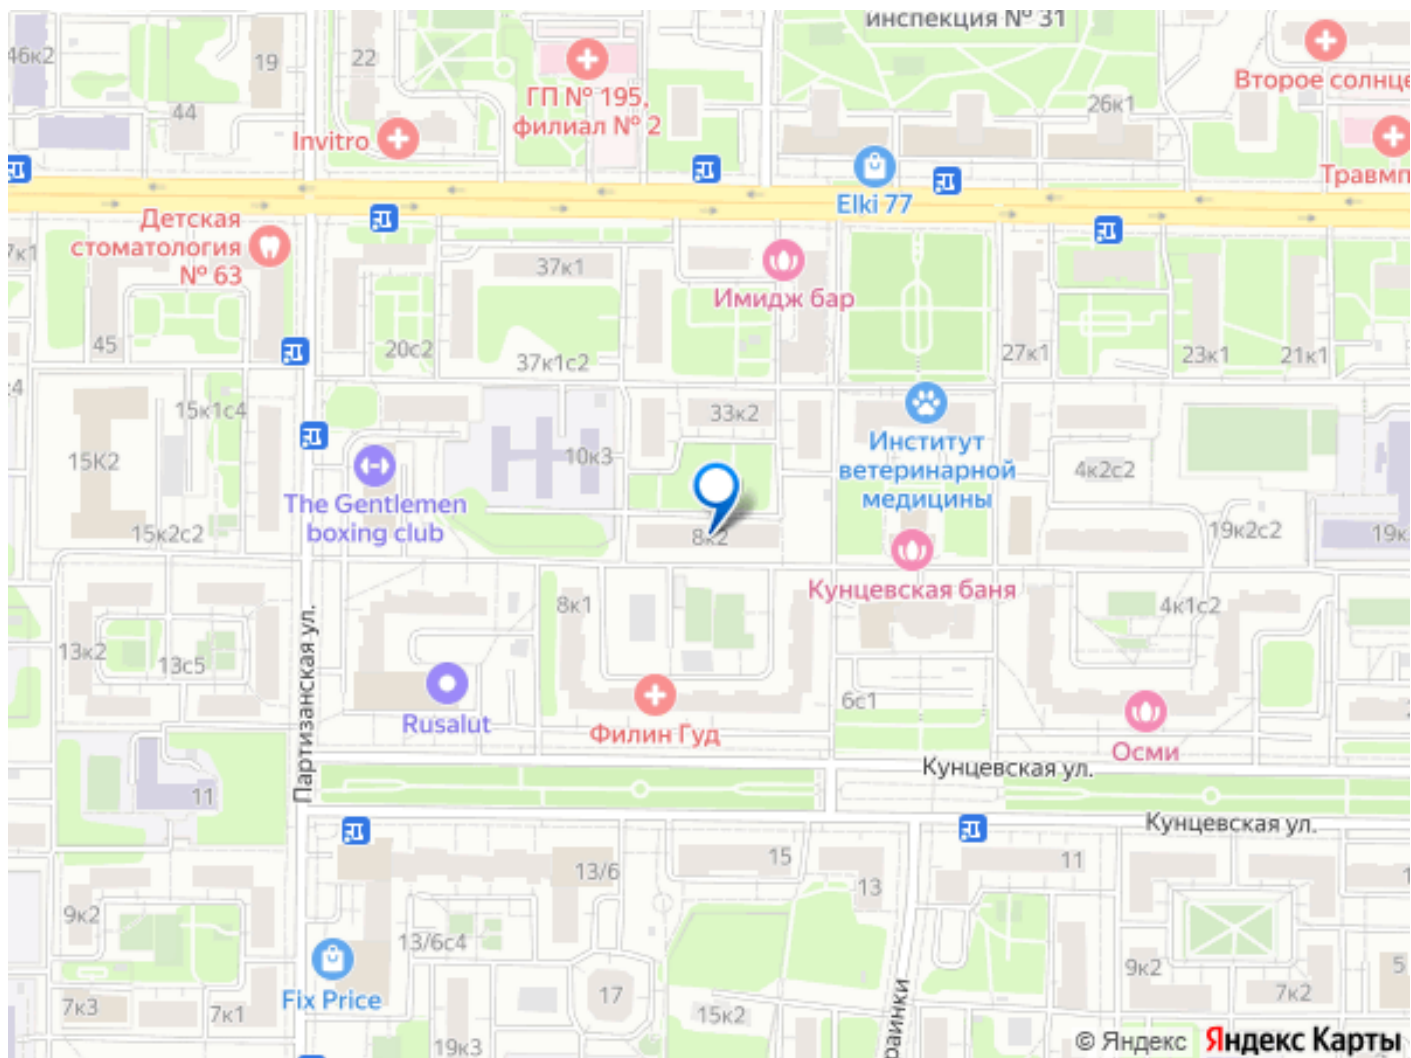 инспекция № 31
46к2
19
22
44
Invitro
ГП № 195,
филиал № 2
26к1
Второе солнце
Травмп
Elki 77
Детская
стоматология
№ 63
7к1
37к1
Имидж бар
45
20с2
37к1с2
27к1
23к1
21к1
15к1с4
33к2
15К2
10к3
Институт
ветеринарной
медицины
4к2с2
The Gentlemen
boxing club
15к2с2
8к2
19к2с2
19к
Кунцевская баня
8к1
4к1с2
13к2
13с5
Партизанская ул.
Rusalut
Филин Гуд
6с1
Осми
Кунцевская ул.
11
Кунцевская ул.
13/6
15
13
11
9к2
13/6с4
Fix Price
7к3
7к1
19к3
17
15к2
раинки
9к2
7к2
5
© Яндекс Яндекс Карты